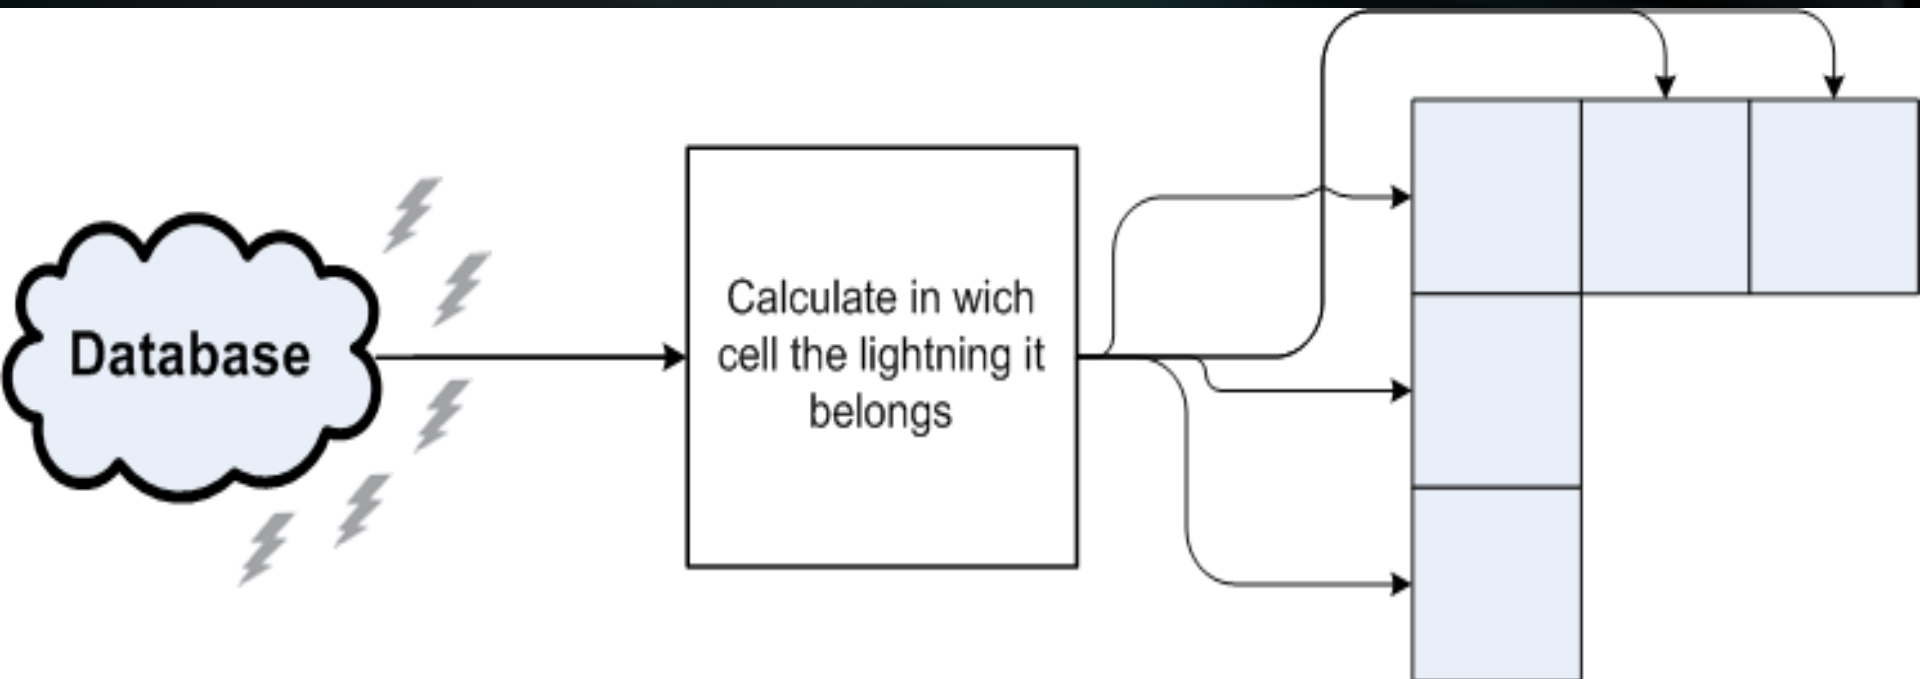 Database
Calculate in wich
cell the lightning it
belongs